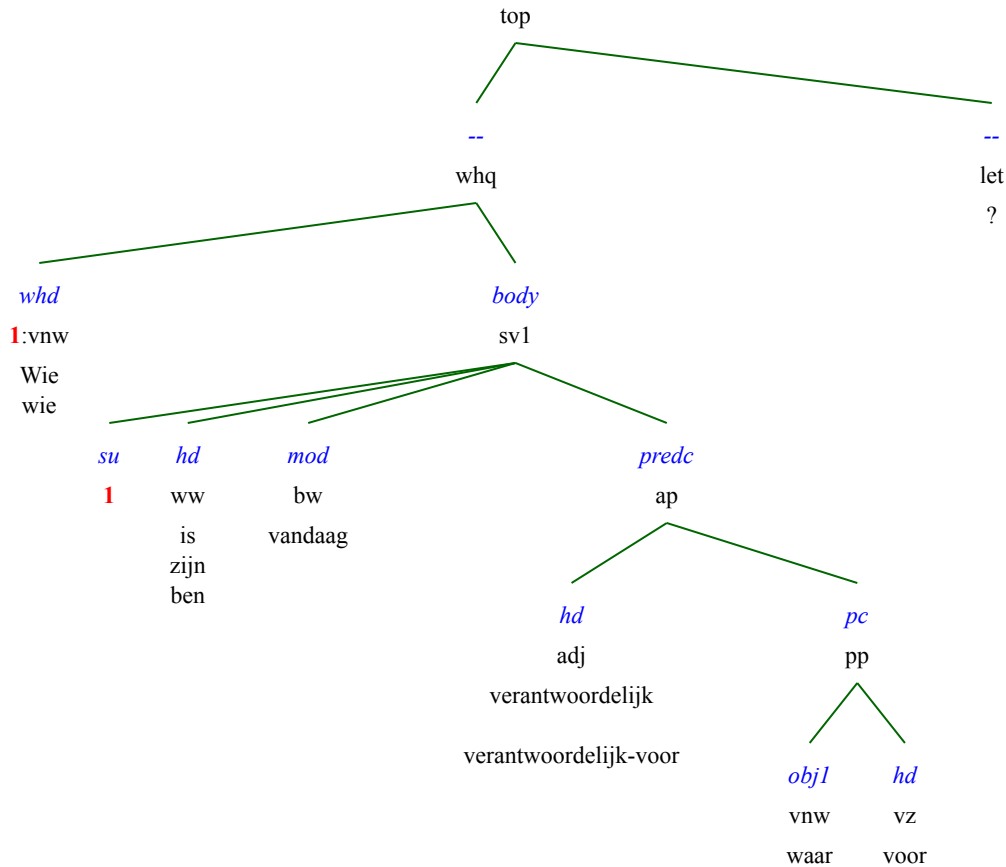 top
-- --
whq let
?
whd body
1:vnw sv1
Wie
wie
su hd mod predc
1 ww bw ap
is vandaag
zijn
ben
hd pc
adj pp
verantwoordelijk
verantwoordelijk-voor
obj1 hd
vnw vz
waar voor